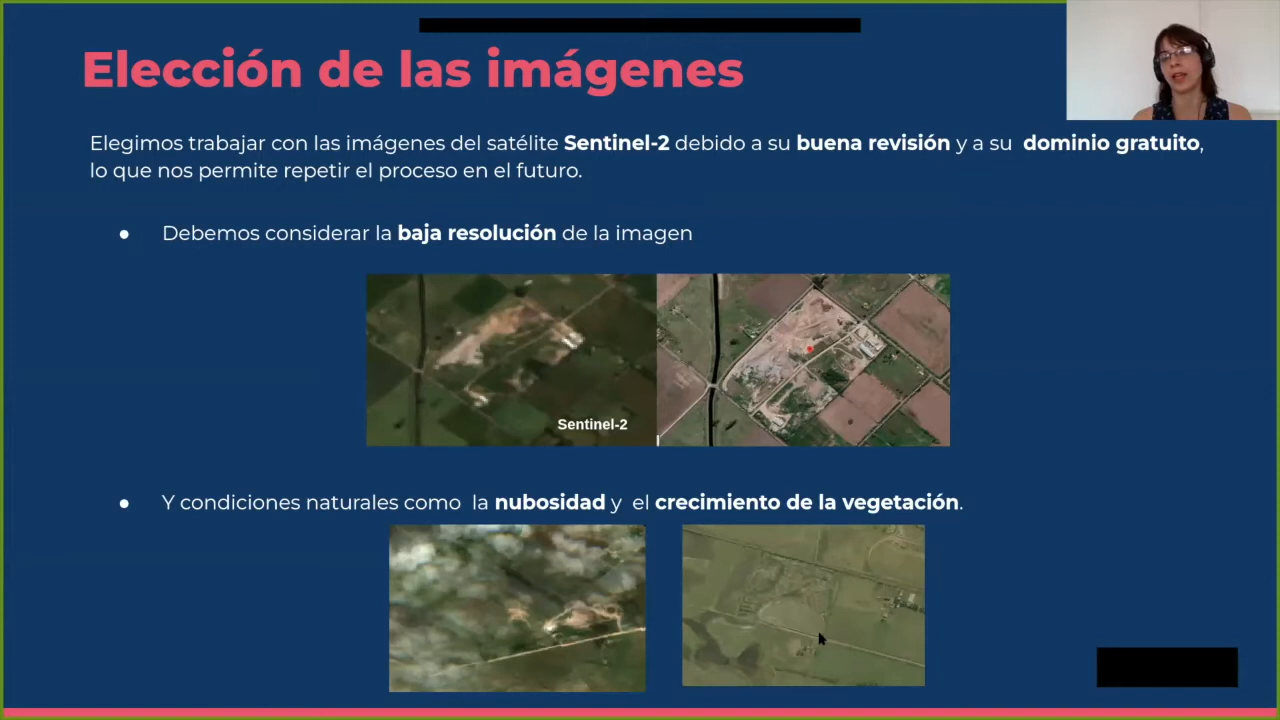 Elección de las imágenes
Elegimos trabajar con las imágenes del satélite Sentinel-2 debido a su buena revisión y a su dominio gratuito,
lo que nos permite repetir el proceso en el futuro.
● Debemos considerar la baja resolución de la imagen
Sentinel-2
● Y condiciones naturales como la nubosidad y el crecimiento de la vegetación.